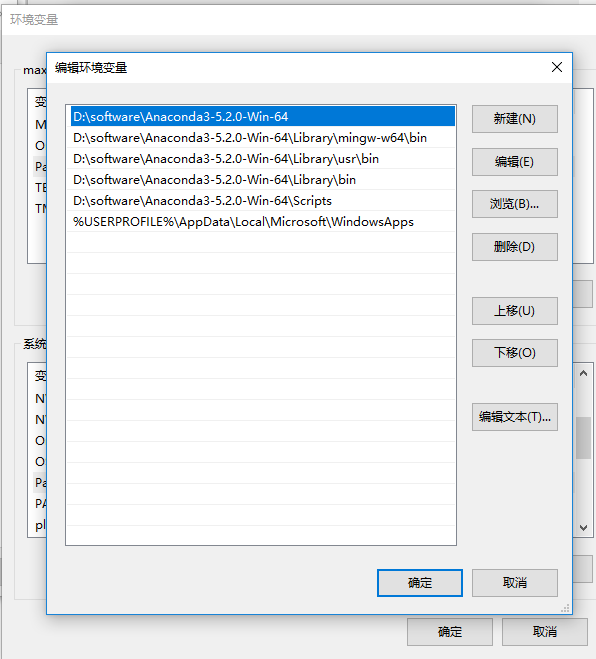 环境变量
编辑环境变量
max
变
M
O
Pa
TE
TM
D:\software\Anaconda3-5.2.0-Win-64
D:\software\Anaconda3-5.2.0-Win-64\Library\mingw-w64\bin
D:\software\Anaconda3-5.2.0-Win-64\Library\usr\bin
D:\software\Anaconda3-5.2.0-Win-64\Library\bin
D:\software\Anaconda3-5.2.0-Win-64\Scripts
%USERPROFILE%\AppData\Local\Microsoft\WindowsApps
新建(N)
编辑(E)
浏览(B)...
删除(D)
上移(U)
下移(O)
编辑文本(T)...
系统
变
O
O
Pa
PA
pl
确定
取消
确定
取消